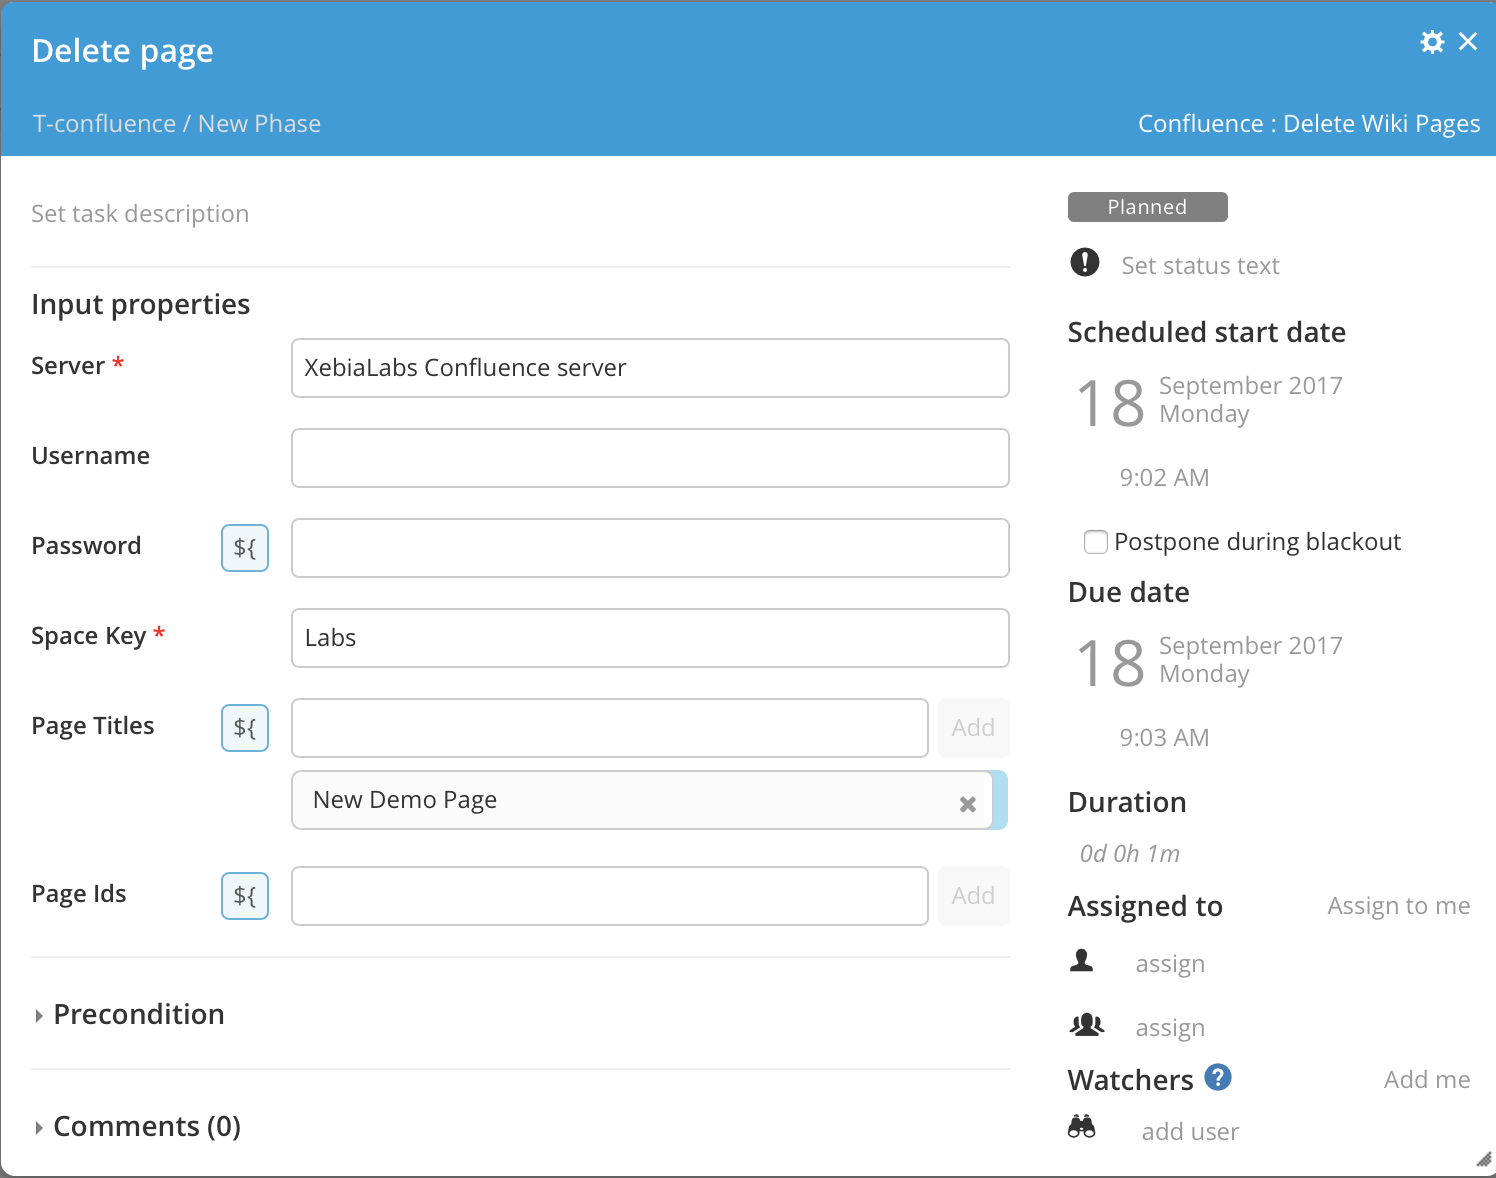 Delete page
T-confluence / New Phase
Confluence : Delete Wiki Pages
Set task description
Input properties
Server *
XebiaLabs Confluence server
Username
Password
${
Space Key *
Labs
Page Titles
${
Add
New Demo Page
Page Ids
${
Add
Precondition
Comments (0)
Planned
Set status text
Scheduled start date
18
September 2017
Monday
9:02 AM
Postpone during blackout
Due date
18
September 2017
Monday
9:03 AM
Duration
0d 0h 1m
Assigned to
Assign to me
assign
assign
Watchers ?
Add me
add user